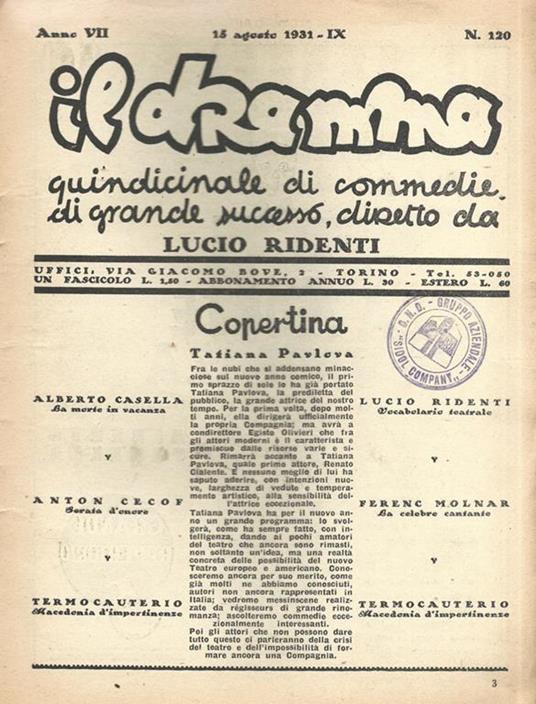 Anno VII 15 agosto 1931 - IX N. 120
il dramma
quindicinale di commedie
di grande successo, diretto da
LUCIO RIDENTI
UFFICI: VIA GIACOMO BOVE, 2 - TORINO - Tel. 53-050
UN FASCICOLO L. 1,50 - ABBONAMENTO ANNUO L. 30 - ESTERO L. 60
O.N.D. - GRUPPO AZIENDALE -
"SIDOL COMPANY"
ALBERTO CASELLA
La morte in vacanza
ANTON CECOF
Serata d'onore
TERMOCAUTERIO
Macedonia d'impertinenze
Copertina
Tatiana Pavlova
Fra le nubi che si addensano minac-
ciose sul nuovo anno comico, il pri-
mo sprazzo di sole lo ha già portato
Tatiana Pavlova, la prediletta del
pubblico, la grande attrice del nostro
tempo. Per la prima volta, dopo mol-
ti anni, ella dirigerà ufficialmente
la propria Compagnia; ma avrà a
condirettore Egisto Olivieri che fra
gli attori moderni è il caratterista e
promiscuo dalle risorse varie e si-
cure. Rimarrà accanto a Tatiana
Pavlova, quale primo attore, Renato
Cialente. E nessuno meglio di lui ha
saputo aderire, con intenzioni nuo-
ve, larghezza di vedute e tempera-
mento artistico, alla sensibilità del-
l'attrice eccezionale.
Tatiana Pavlova ha per il nuovo an-
no un grande programma: lo svol-
gerà, come ha sempre fatto, con in-
telligenza, dando ai pochi amatori
del teatro che ancora sono rimasti,
non soltanto un'idea, ma una realtà
concreta delle possibilità del nuovo
Teatro europeo e americano. Cono-
sceremo ancora per suo merito, come
già molti ne abbiamo conosciuti,
autori non ancora rappresentati in
Italia; vedremo messinscene realiz-
zate da régisseurs di grande rino-
manza; ascolteremo commedie ecce-
zionalmente interessanti.
Poi gli attori che non possono dare
tutto questo ci parleranno della crisi
del teatro e dell'impossibilità di for-
mare ancora una Compagnia.
LUCIO RIDENTI
Vocabolario teatrale
FERENC MOLNAR
La celebre cantante
TERMOCAUTERIO
Macedonia d'impertinenze
3